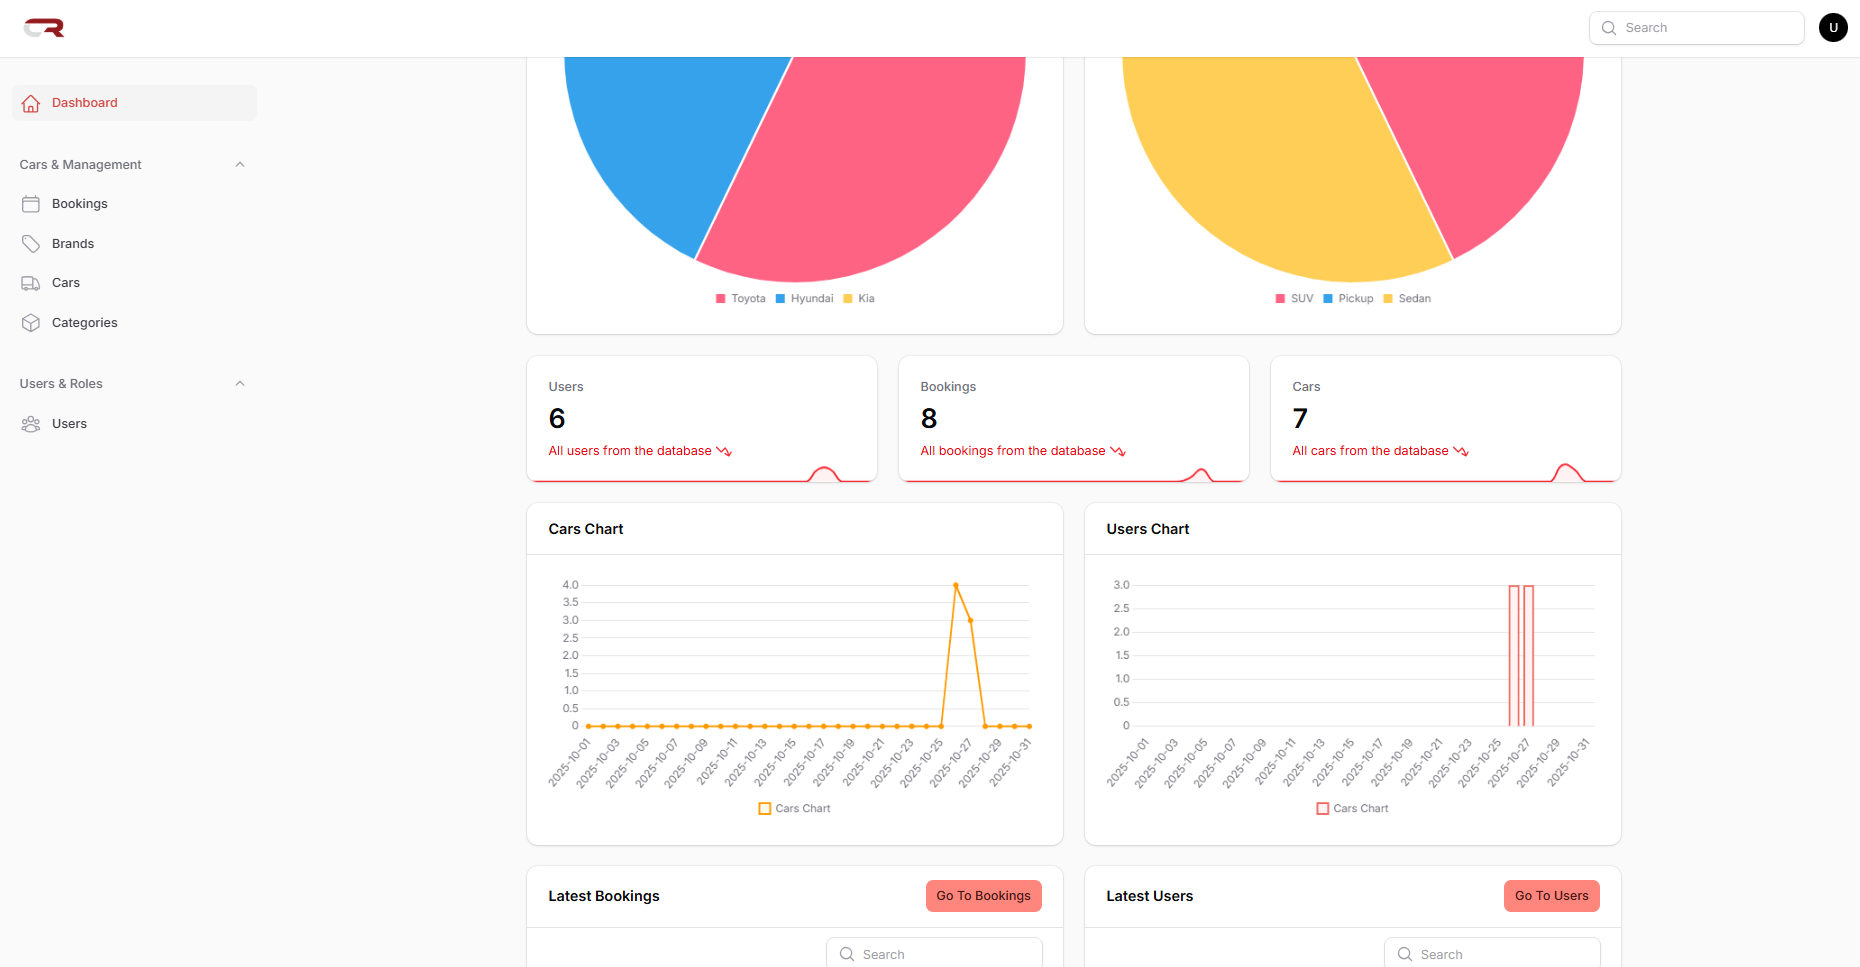 CR
Search
U
Dashboard
Cars & Management
Bookings
Brands
Cars
Categories
Users & Roles
Users
Toyota Hyundai Kia
SUV Pickup Sedan
Users
6
All users from the database
Bookings
8
All bookings from the database
Cars
7
All cars from the database
Cars Chart
4.0
3.5
3.0
2.5
2.0
1.5
1.0
0.5
0
2025-10-01 2025-10-03 2025-10-05 2025-10-07 2025-10-09 2025-10-11 2025-10-13 2025-10-15 2025-10-17 2025-10-19 2025-10-21 2025-10-23 2025-10-25 2025-10-27 2025-10-29 2025-10-31
Cars Chart
Users Chart
3.0
2.5
2.0
1.5
1.0
0.5
0
2025-10-01 2025-10-03 2025-10-05 2025-10-07 2025-10-09 2025-10-11 2025-10-13 2025-10-15 2025-10-17 2025-10-19 2025-10-21 2025-10-23 2025-10-25 2025-10-27 2025-10-29 2025-10-31
Cars Chart
Latest Bookings
Go To Bookings
Search
Latest Users
Go To Users
Search